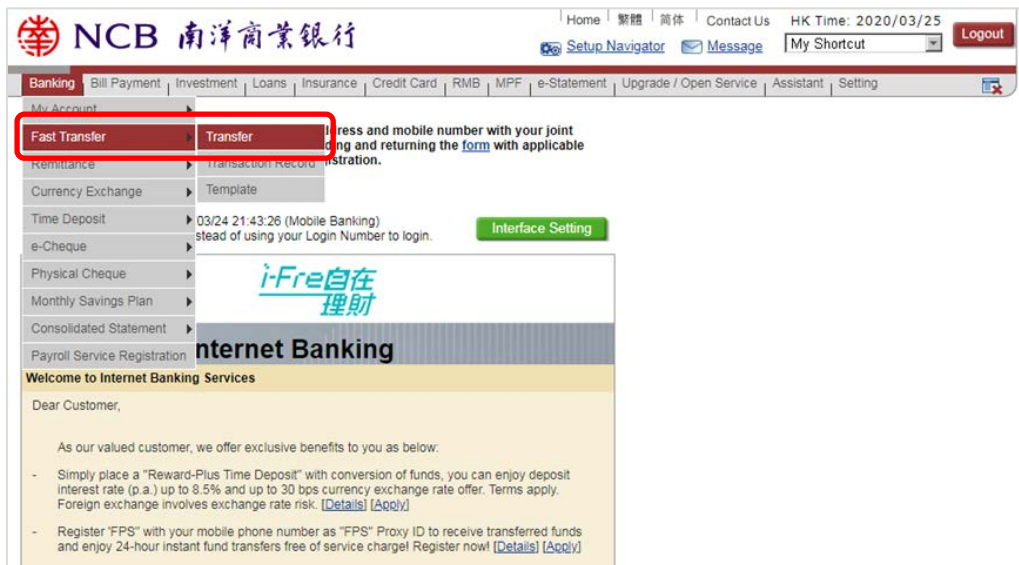 NCB 南洋商業銀行
Home 繁體 简体 Contact Us HK Time: 2020/03/25
Setup Navigator Message My Shortcut Logout
Banking Bill Payment Investment Loans Insurance Credit Card RMB MPF e-Statement Upgrade / Open Service Assistant Setting
My Account
Fast Transfer Transfer
dress and mobile number with your joint
ding and returning the form with applicable
Remittance Transaction Record istration.
Currency Exchange Template
Time Deposit 03/24 21:43:26 (Mobile Banking)
stead of using your Login Number to login. Interface Setting
e-Cheque
Physical Cheque
Monthly Savings Plan
Consolidated Statement
Payroll Service Registration
i-Free自在
理財
nternet Banking
Welcome to Internet Banking Services
Dear Customer,
As our valued customer, we offer exclusive benefits to you as below:
- Simply place a "Reward-Plus Time Deposit" with conversion of funds, you can enjoy deposit
interest rate (p.a.) up to 8.5% and up to 30 bps currency exchange rate offer. Terms apply.
Foreign exchange involves exchange rate risk. [Details] [Apply]
- Register "FPS" with your mobile phone number as "FPS" Proxy ID to receive transferred funds
and enjoy 24-hour instant fund transfers free of service charge! Register now! [Details] [Apply]